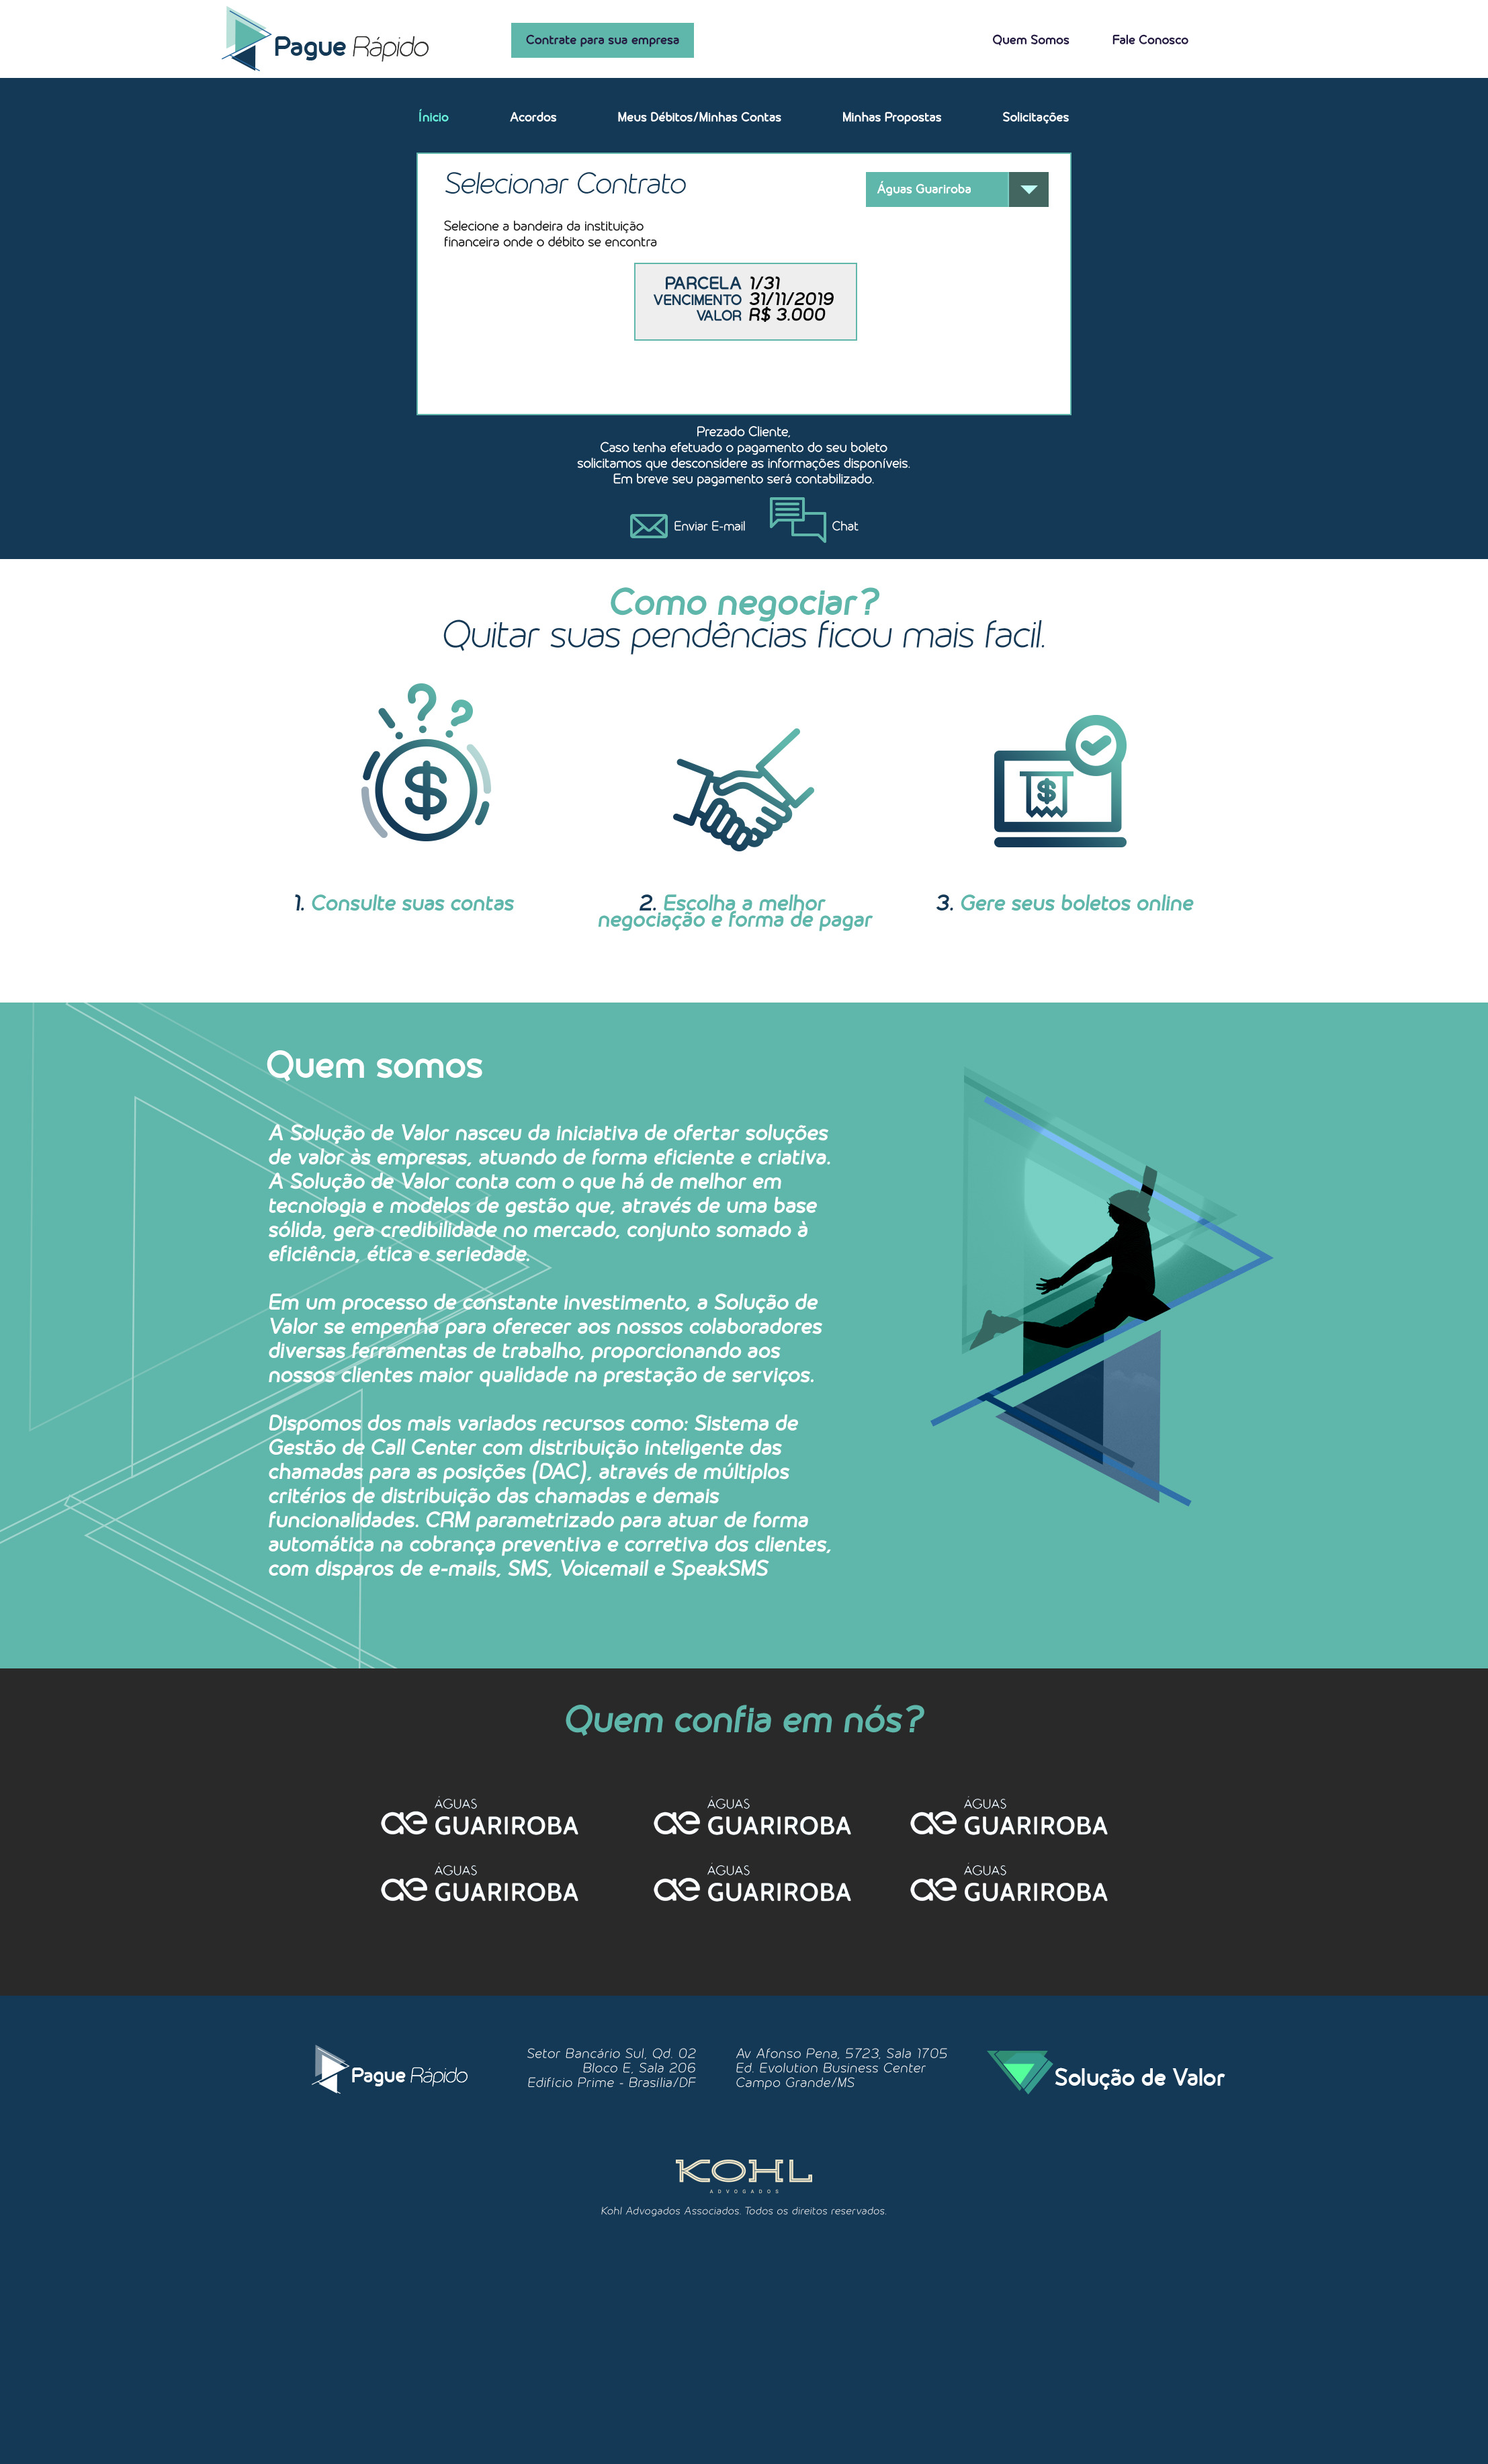 Pague Rápido
Contrate para sua empresa
Quem Somos
Fale Conosco
Ínicio
Acordos
Meus Débitos/Minhas Contas
Minhas Propostas
Solicitações
Selecionar Contrato
Águas Guariroba
Selecione a bandeira da instituição
financeira onde o débito se encontra
PARCELA 1/31
VENCIMENTO 31/11/2019
VALOR R$ 3.000
Prezado Cliente,
Caso tenha efetuado o pagamento do seu boleto
solicitamos que desconsidere as informações disponíveis.
Em breve seu pagamento será contabilizado.
Enviar E-mail
Chat
Como negociar?
Quitar suas pendências ficou mais facil.
1. Consulte suas contas
2. Escolha a melhor
negociação e forma de pagar
3. Gere seus boletos online
Quem somos
A Solução de Valor nasceu da iniciativa de ofertar soluções
de valor às empresas, atuando de forma eficiente e criativa.
A Solução de Valor conta com o que há de melhor em
tecnologia e modelos de gestão que, através de uma base
sólida, gera credibilidade no mercado, conjunto somado à
eficiência, ética e seriedade.
Em um processo de constante investimento, a Solução de
Valor se empenha para oferecer aos nossos colaboradores
diversas ferramentas de trabalho, proporcionando aos
nossos clientes maior qualidade na prestação de serviços.
Dispomos dos mais variados recursos como: Sistema de
Gestão de Call Center com distribuição inteligente das
chamadas para as posições (DAC), através de múltiplos
critérios de distribuição das chamadas e demais
funcionalidades. CRM parametrizado para atuar de forma
automática na cobrança preventiva e corretiva dos clientes,
com disparos de e-mails, SMS, Voicemail e SpeakSMS
Quem confia em nós?
ae ÁGUAS
GUARIROBA
ae ÁGUAS
GUARIROBA
ae ÁGUAS
GUARIROBA
ae ÁGUAS
GUARIROBA
ae ÁGUAS
GUARIROBA
ae ÁGUAS
GUARIROBA
Pague Rápido
Setor Bancário Sul, Qd. 02
Bloco E, Sala 206
Edifício Prime - Brasília/DF
Av Afonso Pena, 5723, Sala 1705
Ed. Evolution Business Center
Campo Grande/MS
Solução de Valor
KOHL
ADVOGADOS
Kohl Advogados Associados. Todos os direitos reservados.